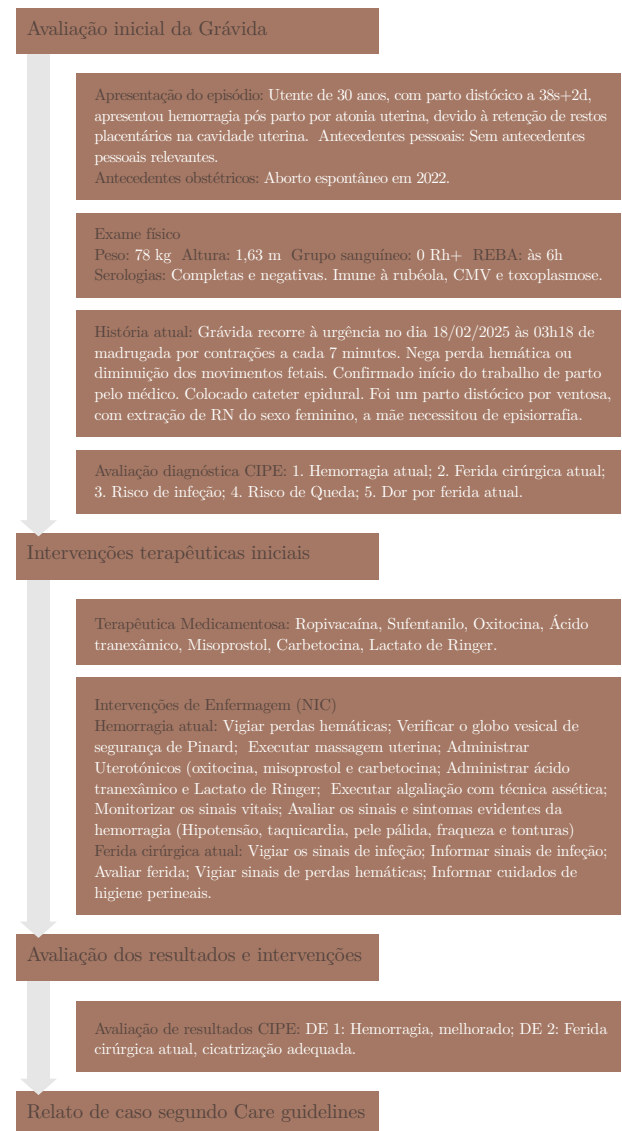 Avaliação inicial da Grávida
Apresentação do episódio: Utente de 30 anos, com parto distócico a 38s+2d,
apresentou hemorragia pós parto por atonia uterina, devido à retenção de restos
placentários na cavidade uterina. Antecedentes pessoais: Sem antecedentes
pessoais relevantes.
Antecedentes obstétricos: Aborto espontâneo em 2022.
Exame físico
Peso: 78 kg Altura: 1,63 m Grupo sanguíneo: 0 Rh+ REBA: às 6h
Serologias: Completas e negativas. Imune à rubéola, CMV e toxoplasmose.
História atual: Grávida recorre à urgência no dia 18/02/2025 às 03h18 de
madrugada por contrações a cada 7 minutos. Nega perda hemática ou
diminuição dos movimentos fetais. Confirmado início do trabalho de parto
pelo médico. Colocado cateter epidural. Foi um parto distócico por ventosa,
com extração de RN do sexo feminino, a mãe necessitou de episiorrafia.
Avaliação diagnóstica CIPE: 1. Hemorragia atual; 2. Ferida cirúrgica atual;
3. Risco de infeção; 4. Risco de Queda; 5. Dor por ferida atual.
Intervenções terapêuticas iniciais
Terapêutica Medicamentosa: Ropivacaína, Sufentanilo, Oxitocina, Ácido
tranexâmico, Misoprostol, Carbetocina, Lactato de Ringer.
Intervenções de Enfermagem (NIC)
Hemorragia atual: Vigiar perdas hemáticas; Verificar o globo vesical de
segurança de Pinard; Executar massagem uterina; Administrar
Uterotónicos (oxitocina, misoprostol e carbetocina; Administrar ácido
tranexâmico e Lactato de Ringer; Executar algaliação com técnica assética;
Monitorizar os sinais vitais; Avaliar os sinais e sintomas evidentes da
hemorragia (Hipotensão, taquicardia, pele pálida, fraqueza e tonturas)
Ferida cirúrgica atual: Vigiar os sinais de infeção; Informar sinais de infeção;
Avaliar ferida; Vigiar sinais de perdas hemáticas; Informar cuidados de
higiene perineais.
Avaliação dos resultados e intervenções
Avaliação de resultados CIPE: DE 1: Hemorragia, melhorado; DE 2: Ferida
cirúrgica atual, cicatrização adequada.
Relato de caso segundo Care guidelines